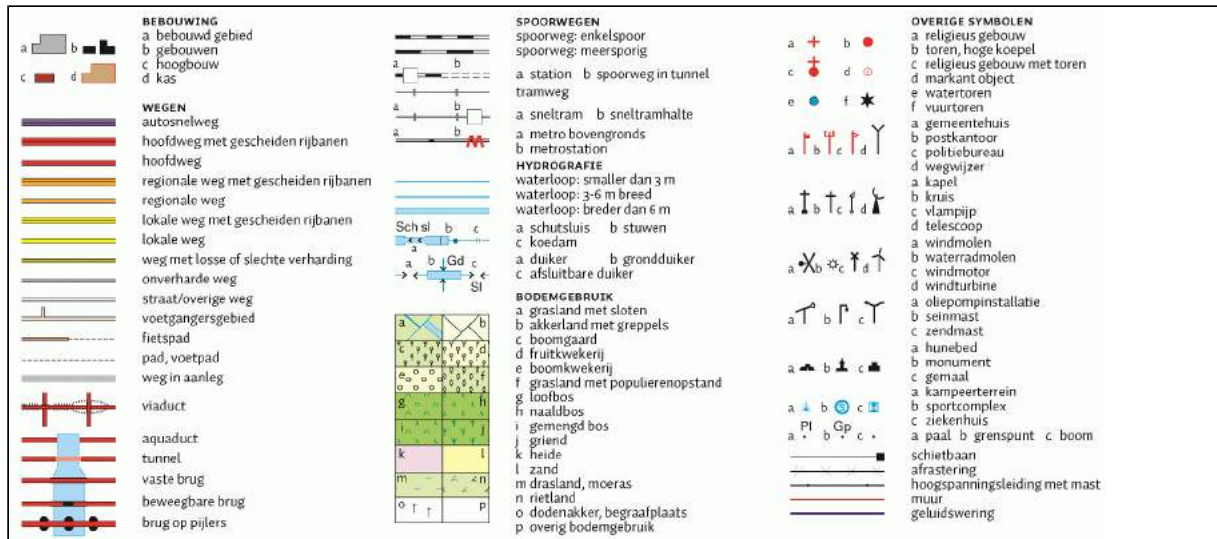 BEBOUWING
a b
a bebouwd gebied
b gebouwen
c d
c hoogbouw
d kas
WEGEN
autosnelweg
hoofdweg met gescheiden rijbanen
hoofdweg
regionale weg met gescheiden rijbanen
regionale weg
lokale weg met gescheiden rijbanen
lokale weg
weg met losse of slechte verharding
onverharde weg
straat/overige weg
voetgangersgebied
fietspad
pad, voetpad
weg in aanleg
viaduct
aquaduct
tunnel
vaste brug
beweegbare brug
brug op pijlers
SPOORWEGEN
spoorweg: enkelspoor
spoorweg: meersporig
a b
a station b spoorweg in tunnel
tramweg
a b
a sneltram b sneltramhalte
a b
a metro bovengronds
b metrostation
HYDROGRAFIE
waterloop: smaller dan 3 m
waterloop: 3-6 m breed
waterloop: breder dan 6 m
Sch sl b c
a
a schutsluis b stuwen
c koedam
a b Gd c
Sl
a duiker b grondduiker
c afsluitbare duiker
BODEMGEBRUIK
a b
c d
e f
g h
i j
k l
m n
o p
a grasland met sloten
b akkerland met greppels
c boomgaard
d fruitkwekerij
e boomkwekerij
f grasland met populierenopstand
g loofbos
h naaldbos
i gemengd bos
j griend
k heide
l zand
m drasland, moeras
n rietland
o dodenakker, begraafplaats
p overig bodemgebruik
OVERIGE SYMBOLEN
a b
c d
e f
a religieus gebouw
b toren, hoge koepel
c religieus gebouw met toren
d markant object
e watertoren
f vuurtoren
a b c d
a gemeentehuis
b postkantoor
c politiebureau
d wegwijzer
a b c d
a kapel
b kruis
c vlampijp
d telescoop
a b c d
a windmolen
b waterradmolen
c windmotor
d windturbine
a b c
a oliepompinstallatie
b seinmast
c zendmast
a b c
a hunebed
b monument
c gemaal
a b S c
a kampeerterrein
b sportcomplex
c ziekenhuis
Pl Gp
a b c
a paal b grenspunt c boom
schietbaan
afrastering
hoogspanningsleiding met mast
muur
geluidswering